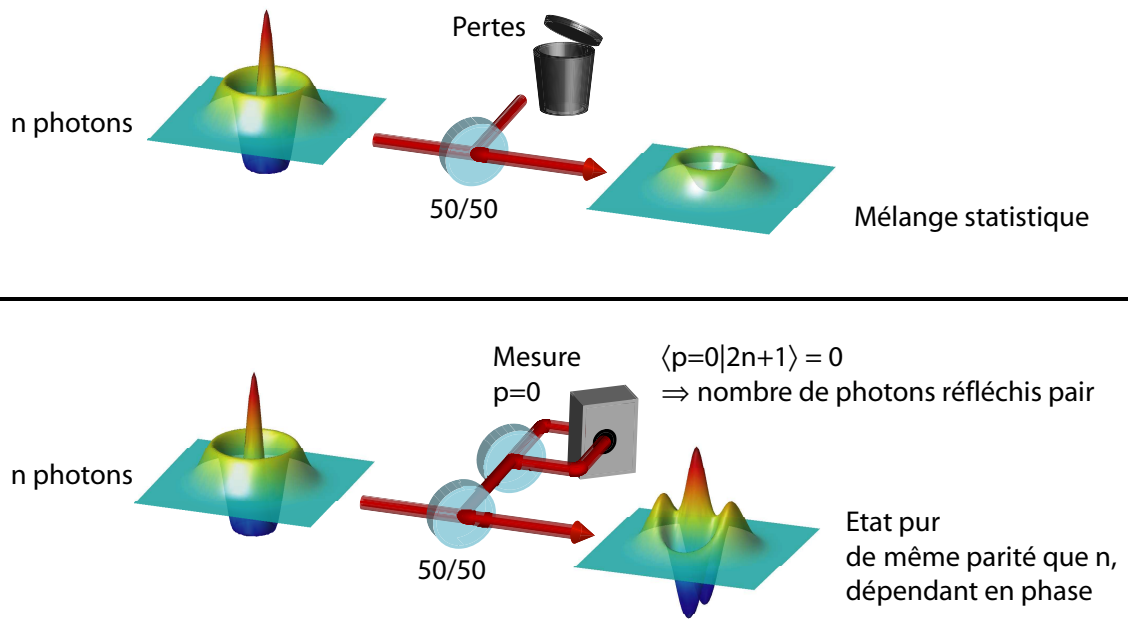 Pertes
n photons
50/50
Mélange statistique
Mesure
p=0
⟨p=0|2n+1⟩ = 0
⇒ nombre de photons réfléchis pair
n photons
50/50
Etat pur
de même parité que n,
dépendant en phase